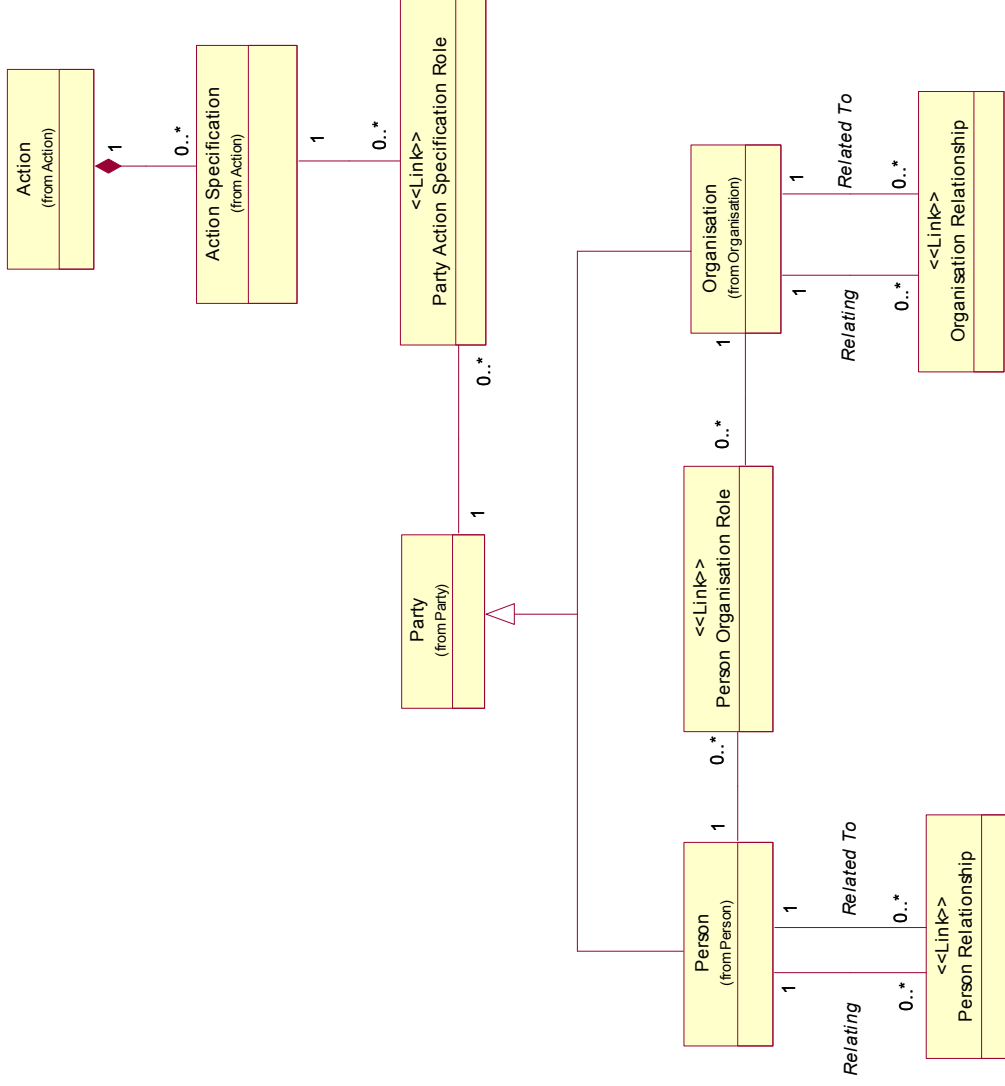 Action
(from Action)
1
0..*
Action Specification
(from Action)
1
0..*
<<Link>>
Party Action Specification Role
0..*
1
Party
(from Party)
Person
(from Person)
1
0..*
<<Link>>
Person Organisation Role
0..*
1
Organisation
(from Organisation)
1
1
Relating
Related To
0..*
0..*
<<Link>>
Person Relationship
1
1
Relating
Related To
0..*
0..*
<<Link>>
Organisation Relationship